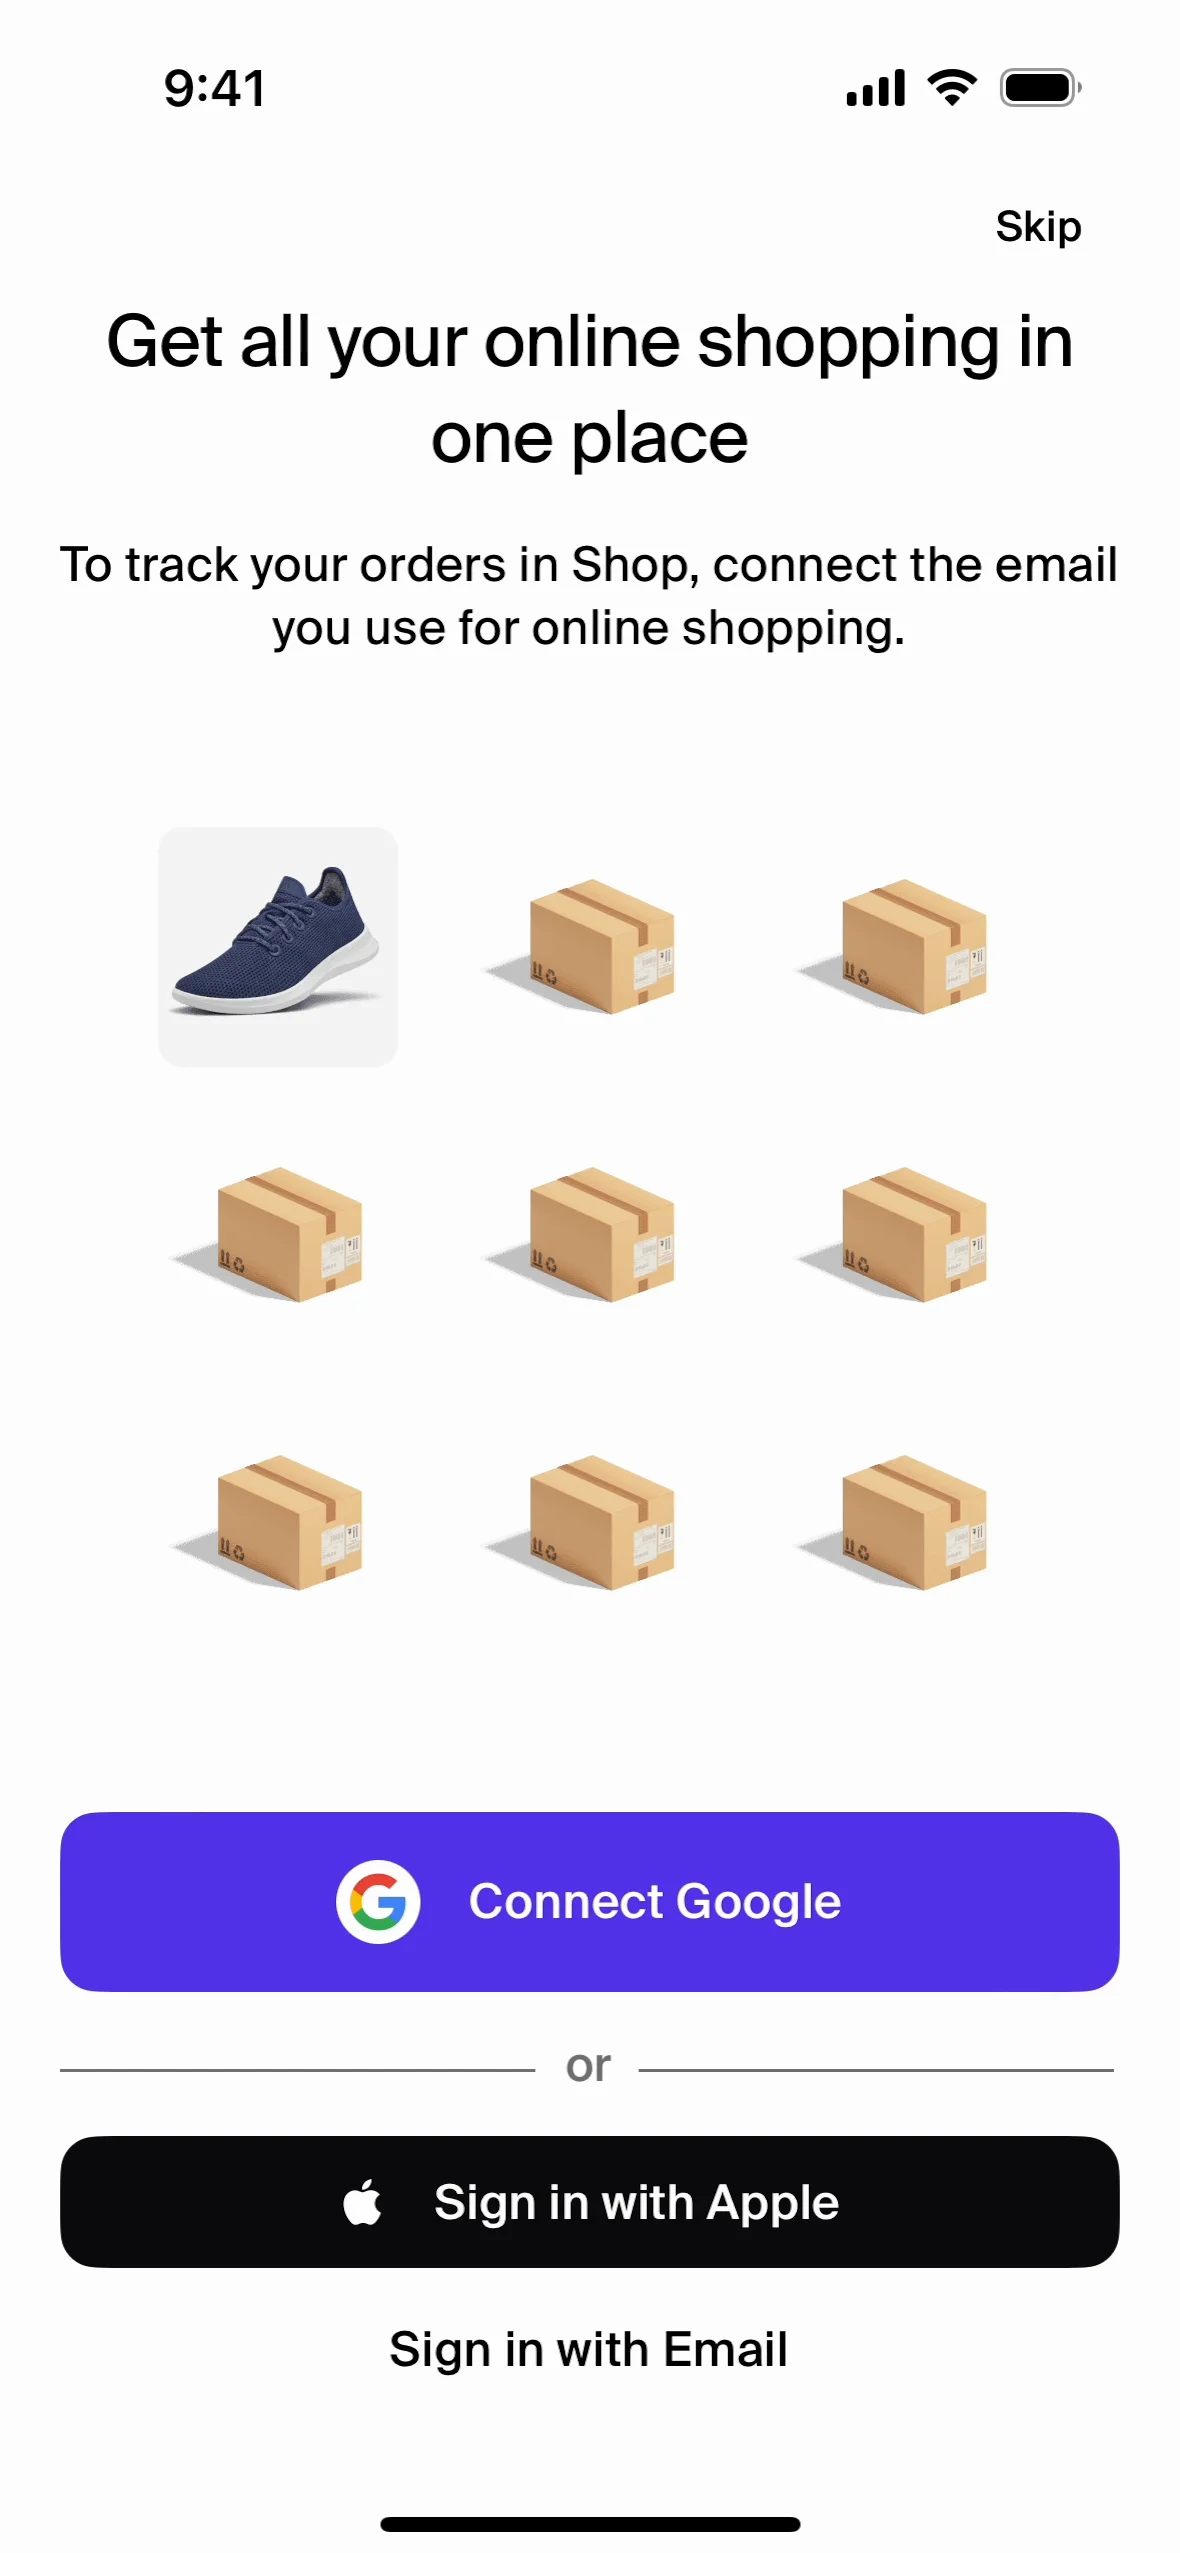 9:41
Skip
Get all your online shopping in
one place
To track your orders in Shop, connect the email
you use for online shopping.
Connect Google
or
Sign in with Apple
Sign in with Email